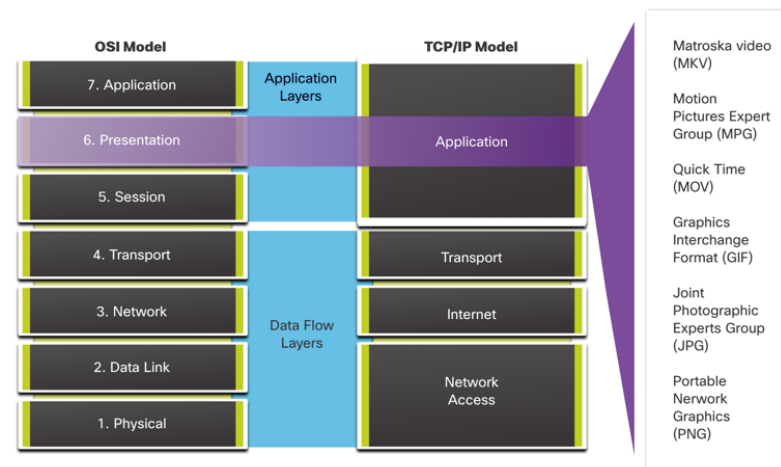 OSI Model
TCP/IP Model
7. Application
6. Presentation
5. Session
4. Transport
3. Network
2. Data Link
1. Physical
Application
Layers
Data Flow
Layers
Application
Transport
Internet
Network
Access
Matroska video
(MKV)
Motion
Pictures Expert
Group (MPG)
Quick Time
(MOV)
Graphics
Interchange
Format (GIF)
Joint
Photographic
Experts Group
(JPG)
Portable
Nerwork
Graphics
(PNG)